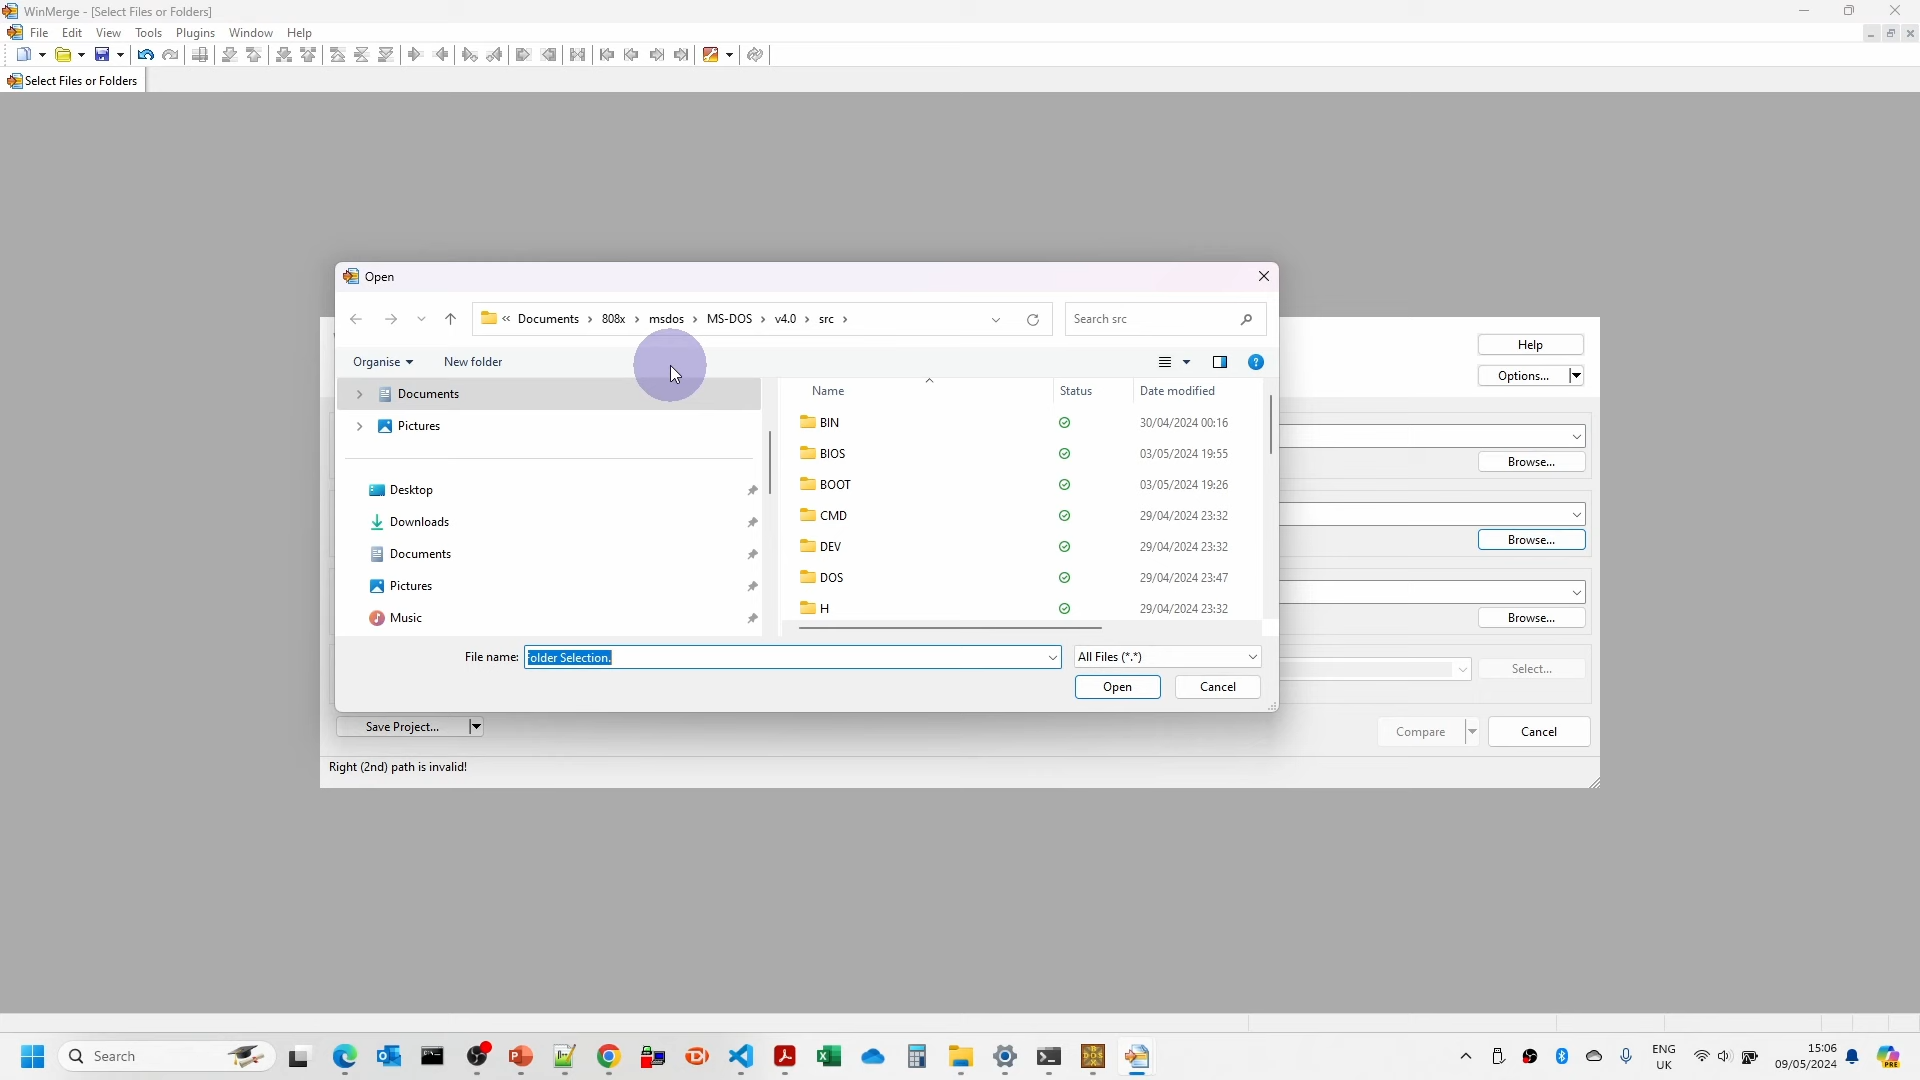 WinMerge - [Select Files or Folders]
File Edit View Tools Plugins Window Help
Select Files or Folders
Open
« Documents › 808x › msdos › MS-DOS › v4.0 › src ›
Search src
Help
Organise New folder
Options...
Documents
Pictures
Desktop
Downloads
Documents
Pictures
Music
Name Status Date modified
BIN 30/04/2024 00:16
BIOS 03/05/2024 19:55
BOOT 03/05/2024 19:26
CMD 29/04/2024 23:32
DEV 29/04/2024 23:32
DOS 29/04/2024 23:47
H 29/04/2024 23:32
Browse...
Browse...
Browse...
Select...
File name: Folder Selection. All Files (*.*)
Open Cancel
Save Project... Compare Cancel
Right (2nd) path is invalid!
Search
ENG
UK
15:06
09/05/2024
PRE